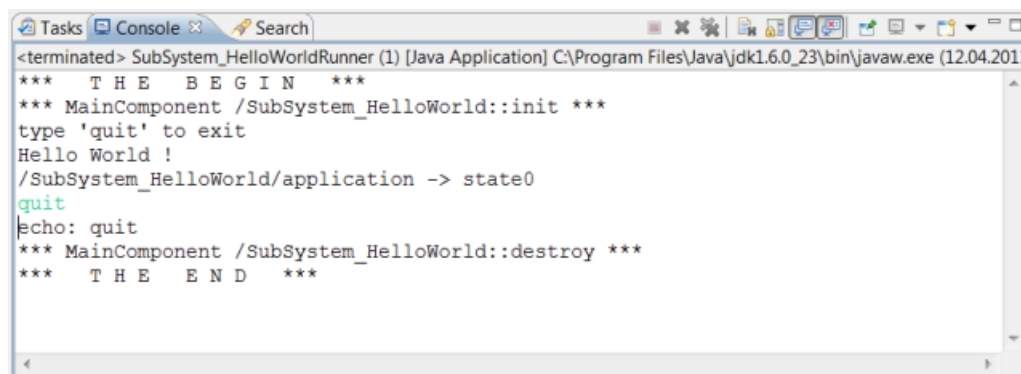 Tasks Console Search
<terminated> SubSystem_HelloWorldRunner (1) [Java Application] C:\Program Files\Java\jdk1.6.0_23\bin\javaw.exe (12.04.201
***   T H E   B E G I N   ***
*** MainComponent /SubSystem_HelloWorld::init ***
type 'quit' to exit
Hello World !
/SubSystem_HelloWorld/application -> state0
quit
echo: quit
*** MainComponent /SubSystem_HelloWorld::destroy ***
***   T H E   E N D   ***